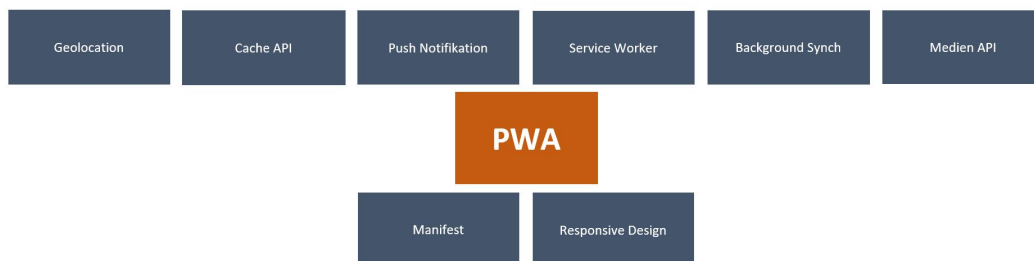 Geolocation
Cache API
Push Notifikation
Service Worker
Background Synch
Medien API
PWA
Manifest
Responsive Design